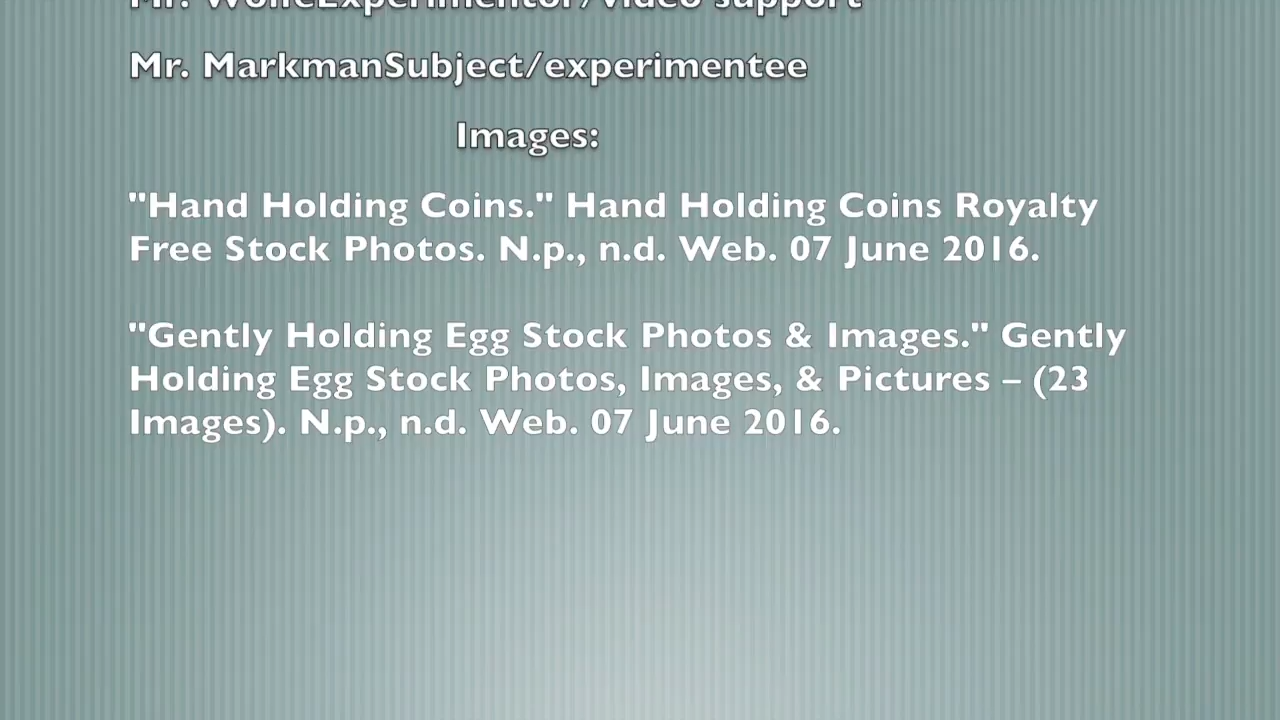 Mr. MarkmanSubject/experimentee
Images:
"Hand Holding Coins." Hand Holding Coins Royalty
Free Stock Photos. N.p., n.d. Web. 07 June 2016.
"Gently Holding Egg Stock Photos & Images." Gently
Holding Egg Stock Photos, Images, & Pictures – (23
Images). N.p., n.d. Web. 07 June 2016.